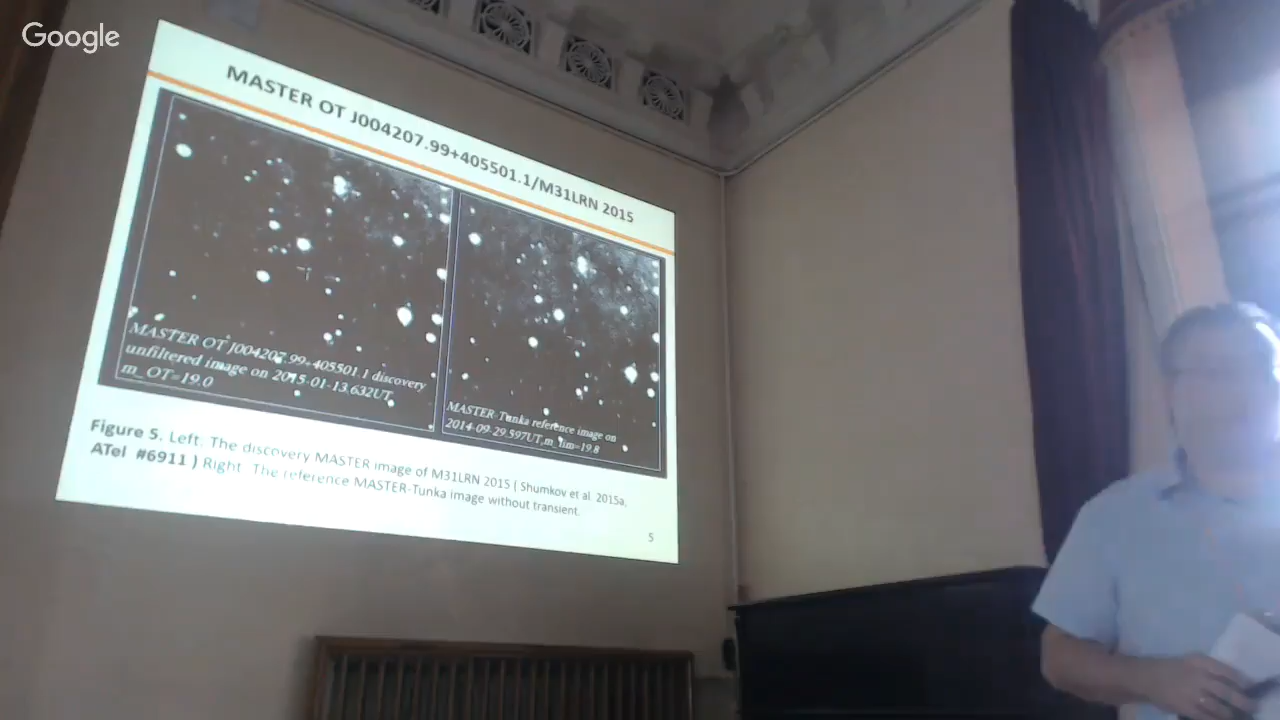 Google
MASTER OT J004207.99+405501.1/M31LRN 2015
MASTER OT J004207.99+405501.1 discovery
unfiltered image on 2015-01-13.632UT,
m_OT=19.0
MASTER-Tunka reference image on
2014-09-29.597UT,m_lim=19.8
Figure 5. Left. The discovery MASTER image of M31LRN 2015 ( Shumkov et al. 2015a,
ATel #6911 ) Right. The reference MASTER-Tunka image without transient.
5